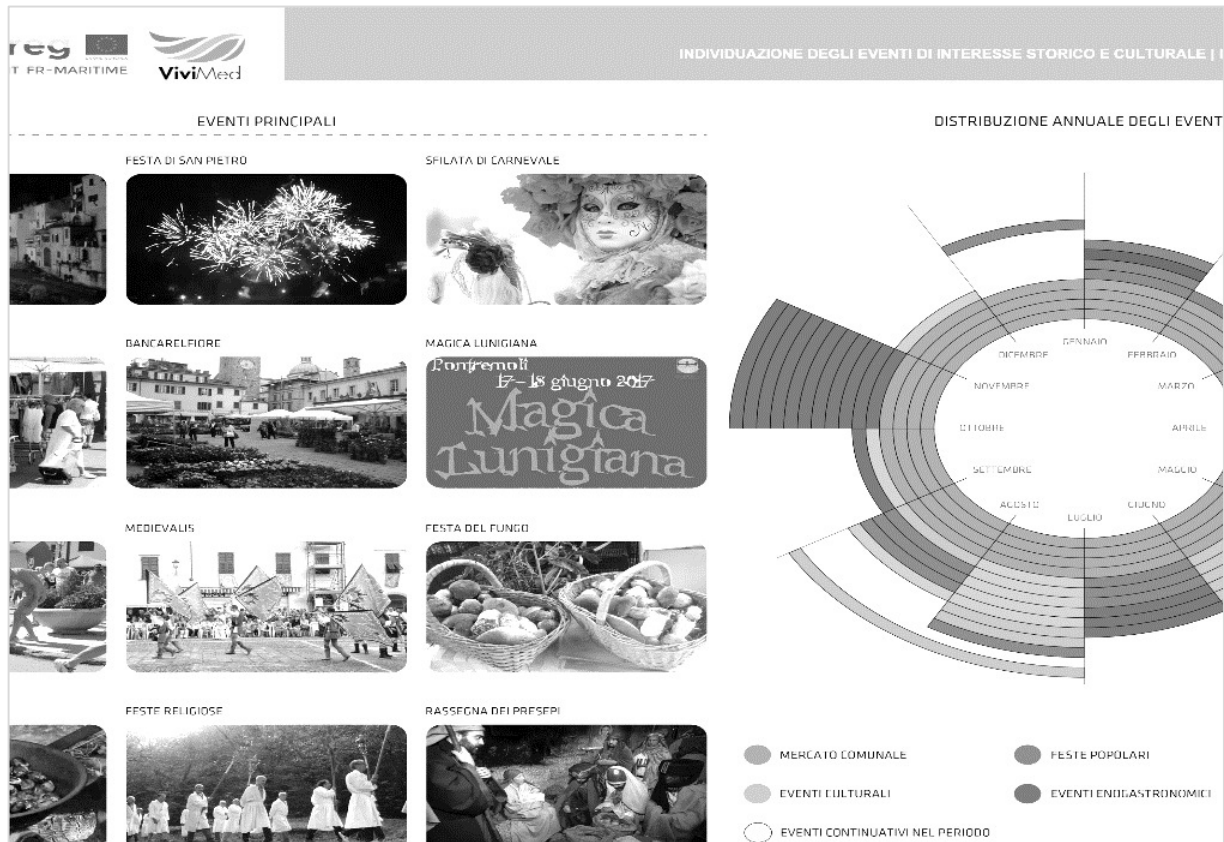 reg
T FR-MARITIME
ViviMed
INDIVIDUAZIONE DEGLI EVENTI DI INTERESSE STORICO E CULTURALE |
EVENTI PRINCIPALI
DISTRIBUZIONE ANNUALE DEGLI EVENT
FESTA DI SAN PIETRO
SFILATA DI CARNEVALE
BANCARELFIORE
MAGICA LUNIGIANA
Pontremoli
17-18 giugno 2017
Magica
Lunigiana
MEDIEVALIS
FESTA DEL FUNGO
FESTE RELIGIOSE
RASSEGNA DEI PRESEPI
GENNAIO
FEBBRAIO
MARZO
APRILE
MAGGIO
GIUGNO
LUGLIO
AGOSTO
SETTEMBRE
OTTOBRE
NOVEMBRE
DICEMBRE
MERCATO COMUNALE
FESTE POPOLARI
EVENTI CULTURALI
EVENTI ENOGASTRONOMICI
EVENTI CONTINUATIVI NEL PERIODO